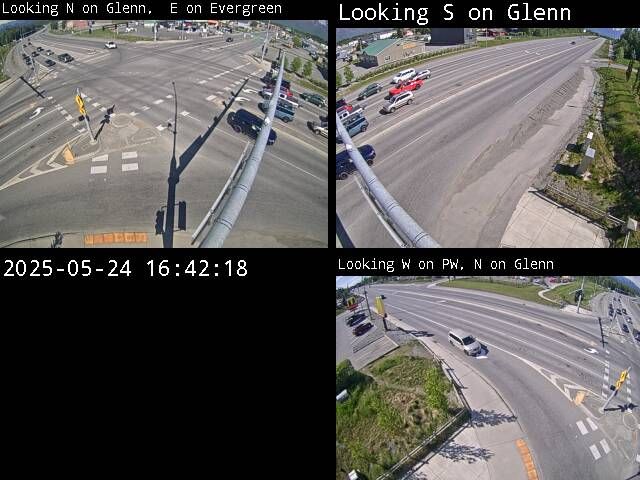 Looking N on Glenn,  E on Evergreen
Looking S on Glenn
2025-05-24 16:42:18
Looking W on PW, N on Glenn